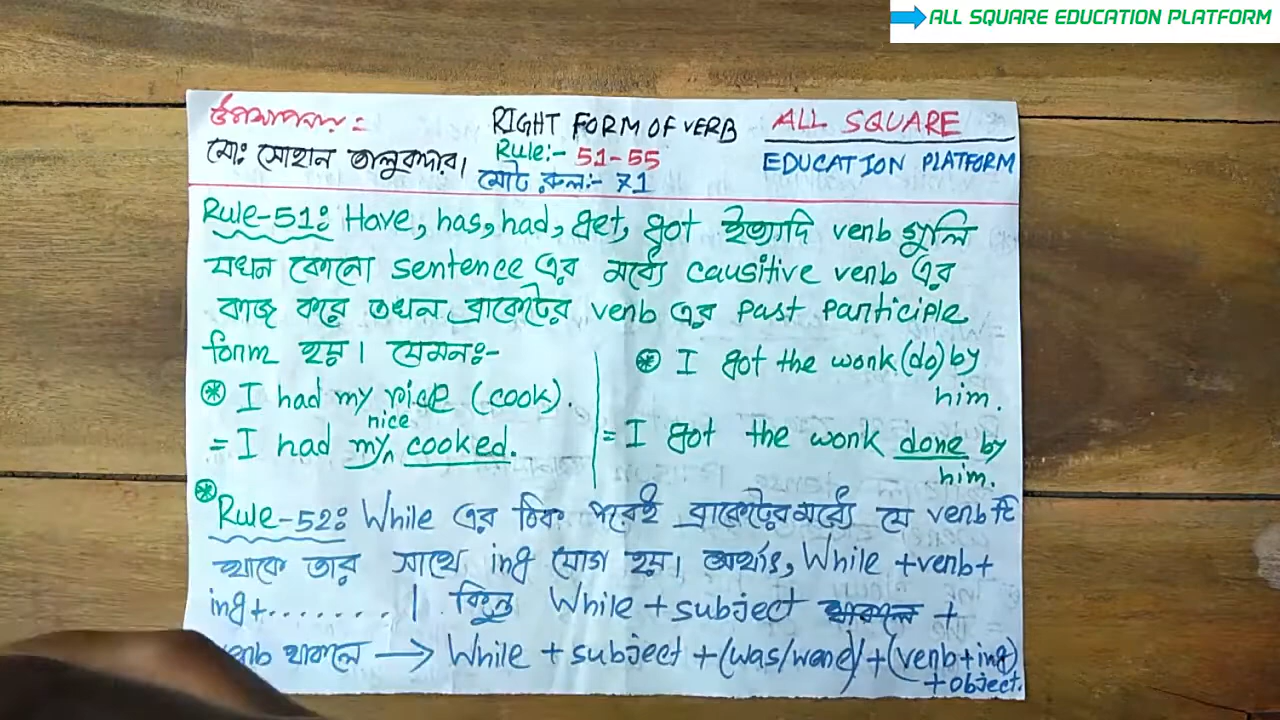 ALL SQUARE EDUCATION PLATFORM
উপস্থাপনায়ঃ
মোঃ সোহান তালুকদার।
RIGHT FORM OF VERB
Rule:- 51-55
মোট রুলঃ- 71
ALL SQUARE
EDUCATION PLATFORM
Rule-51: Have, has, had, get, got ইত্যাদি verb গুলি
যখন কোনো sentence এর মধ্যে causitive verb এর
কাজ করে তখন ব্রাকেটের verb এর past participle
form হয়। যেমনঃ-
I had my rice (cook).
= I had my rice cooked.
I got the work (do) by
him.
= I got the work done by
him.
Rule-52: While এর ঠিক পরেই ব্রাকেটের মধ্যে যে verb টি
থাকে তার সাথে ing যোগ হয়। অর্থাৎ, While +verb+
ing+........। কিন্তু While + subject থাকলে +
verb থাকলে → While + subject + (was/were) + (verb+ing)
+ object.